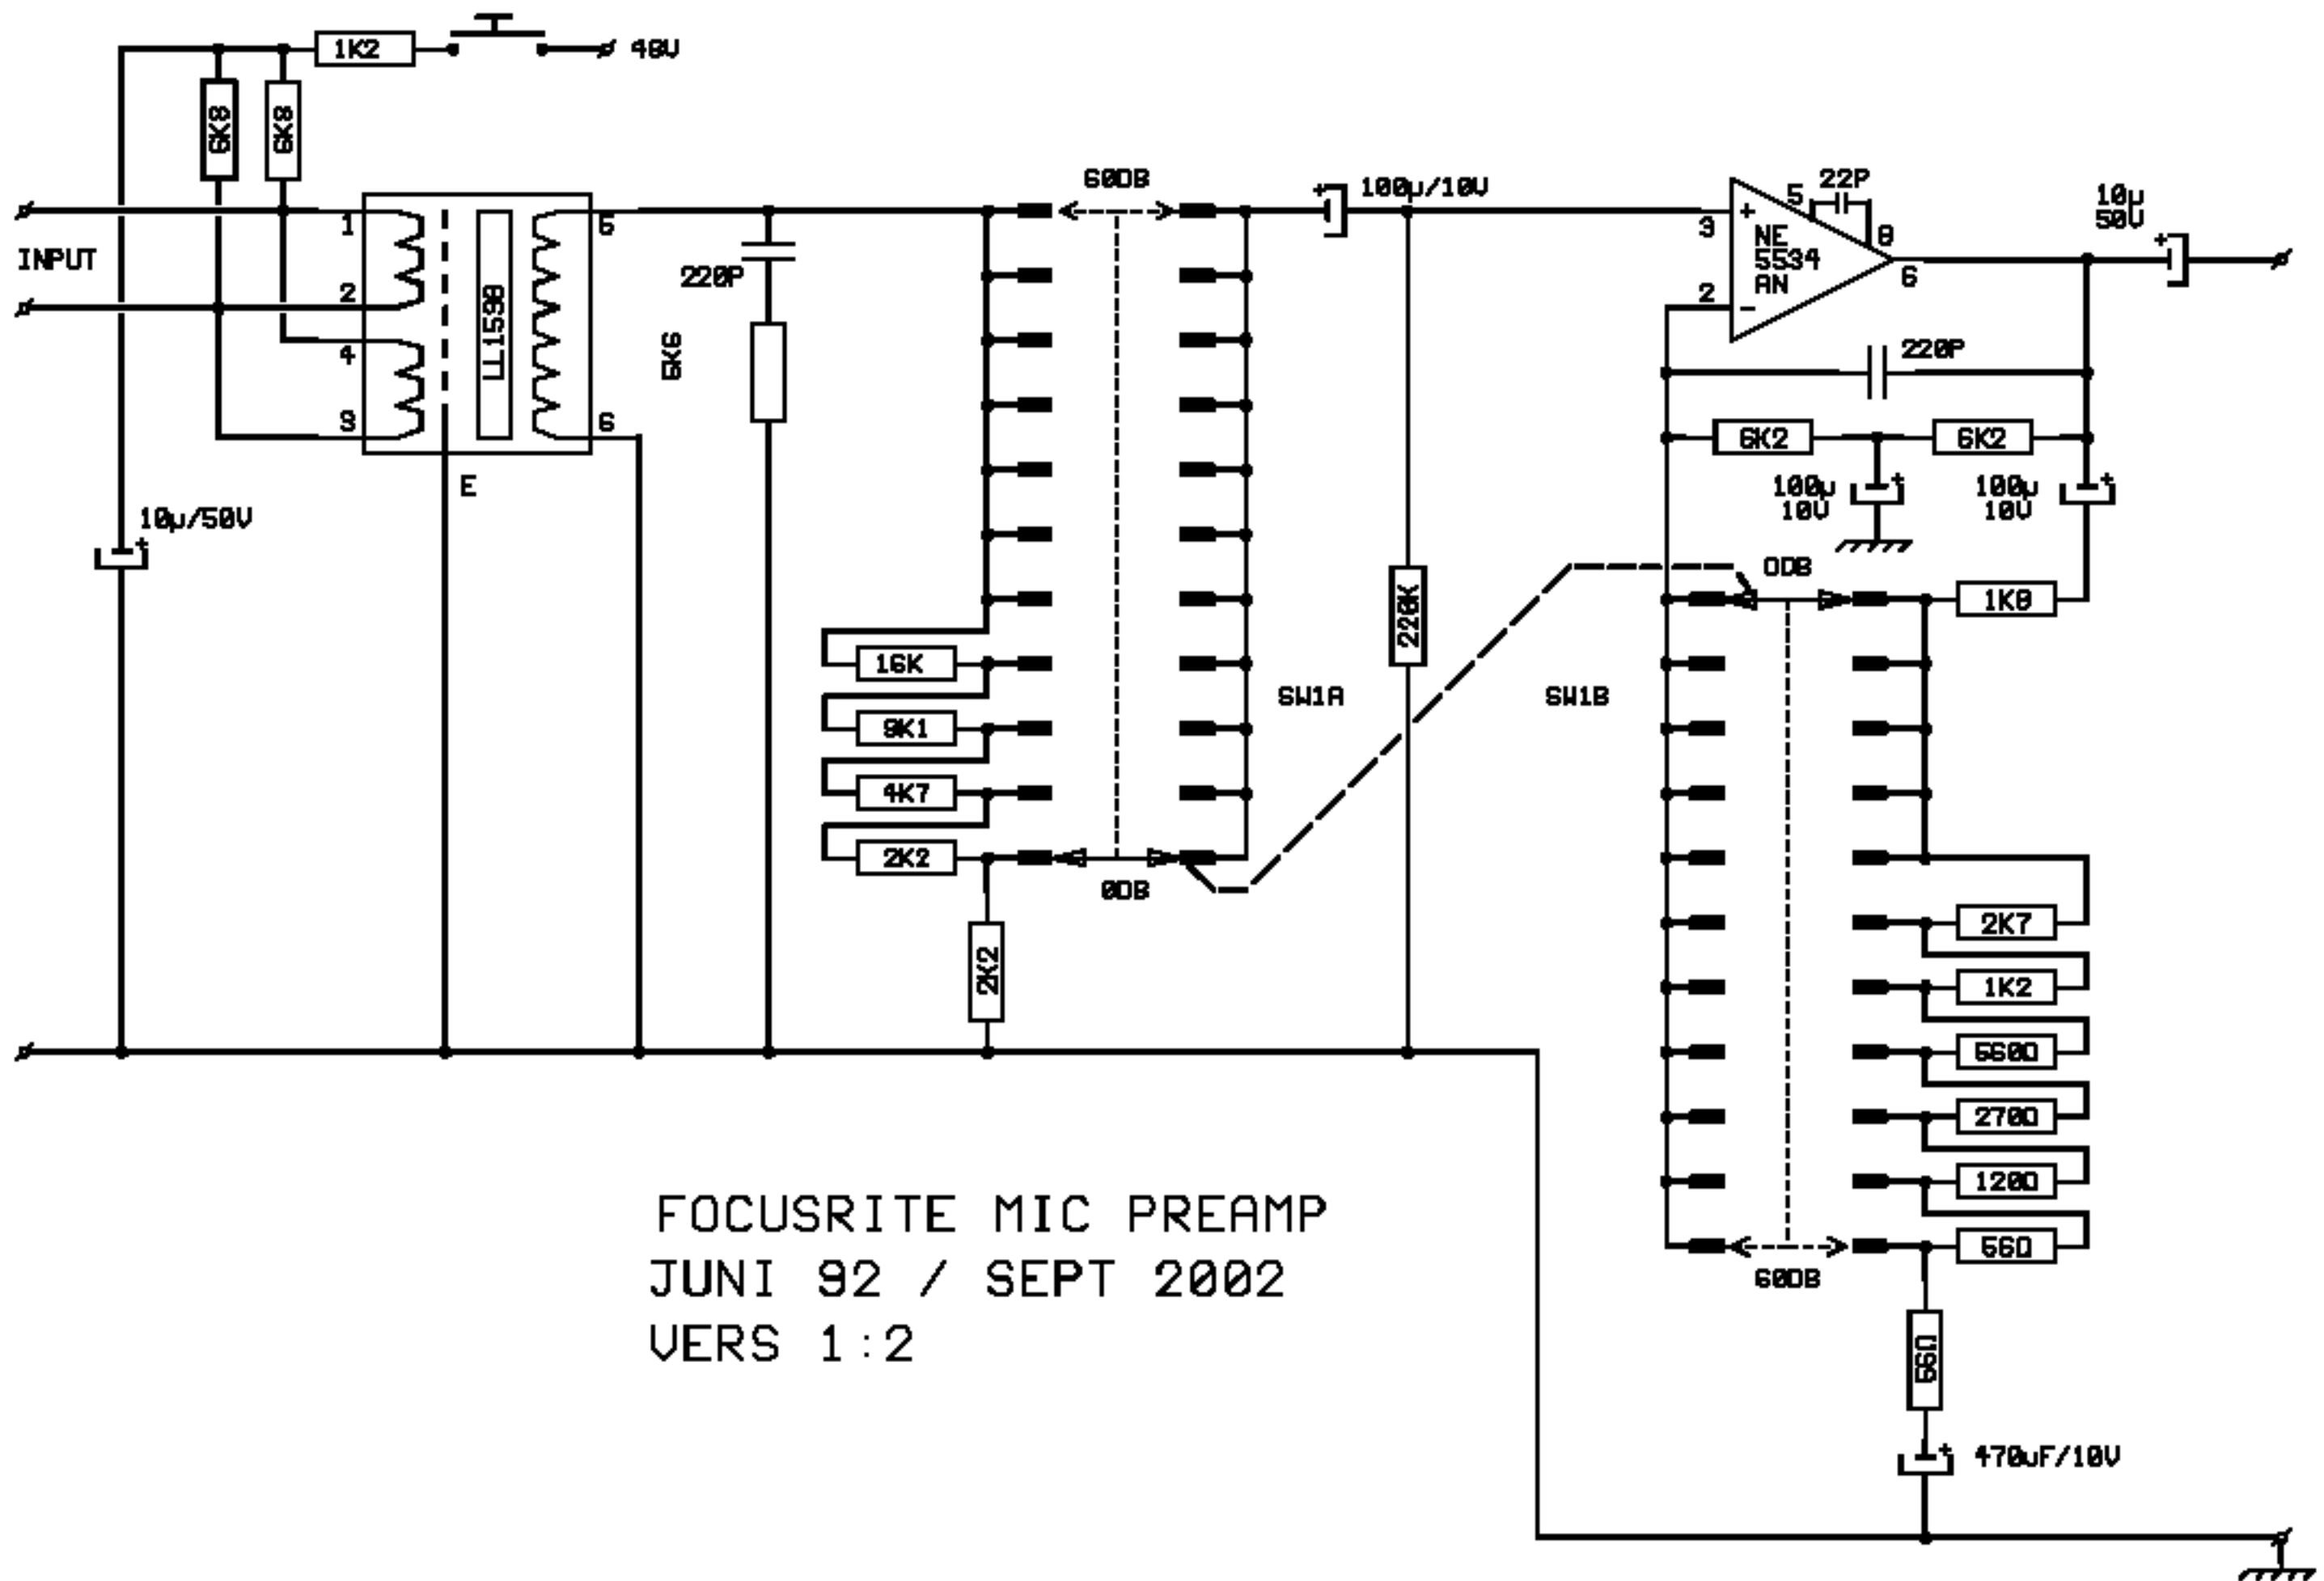 1K2
48V
6K8
6K8
INPUT
1
2
4
3
LL1598
5
6
E
10µ/50V
220P
6K6
60DB
100µ/10V
16K
9K1
4K7
2K2
2K2
0DB
SW1A
220K
SW1B
3
2
+
-
NE
5534
AN
5
22P
8
6
10µ
50V
220P
6K2
6K2
100µ
10V
100µ
10V
0DB
1K8
2K7
1K2
560Ω
270Ω
120Ω
56Ω
60DB
56Ω
470µF/10V
FOCUSRITE MIC PREAMP
JUNI 92 / SEPT 2002
VERS 1:2